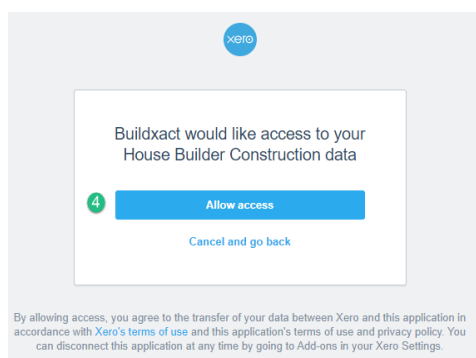 xero
Buildxact would like access to your
House Builder Construction data
4
Allow access
Cancel and go back
By allowing access, you agree to the transfer of your data between Xero and this application in
accordance with Xero's terms of use and this application's terms of use and privacy policy. You
can disconnect this application at any time by going to Add-ons in your Xero Settings.